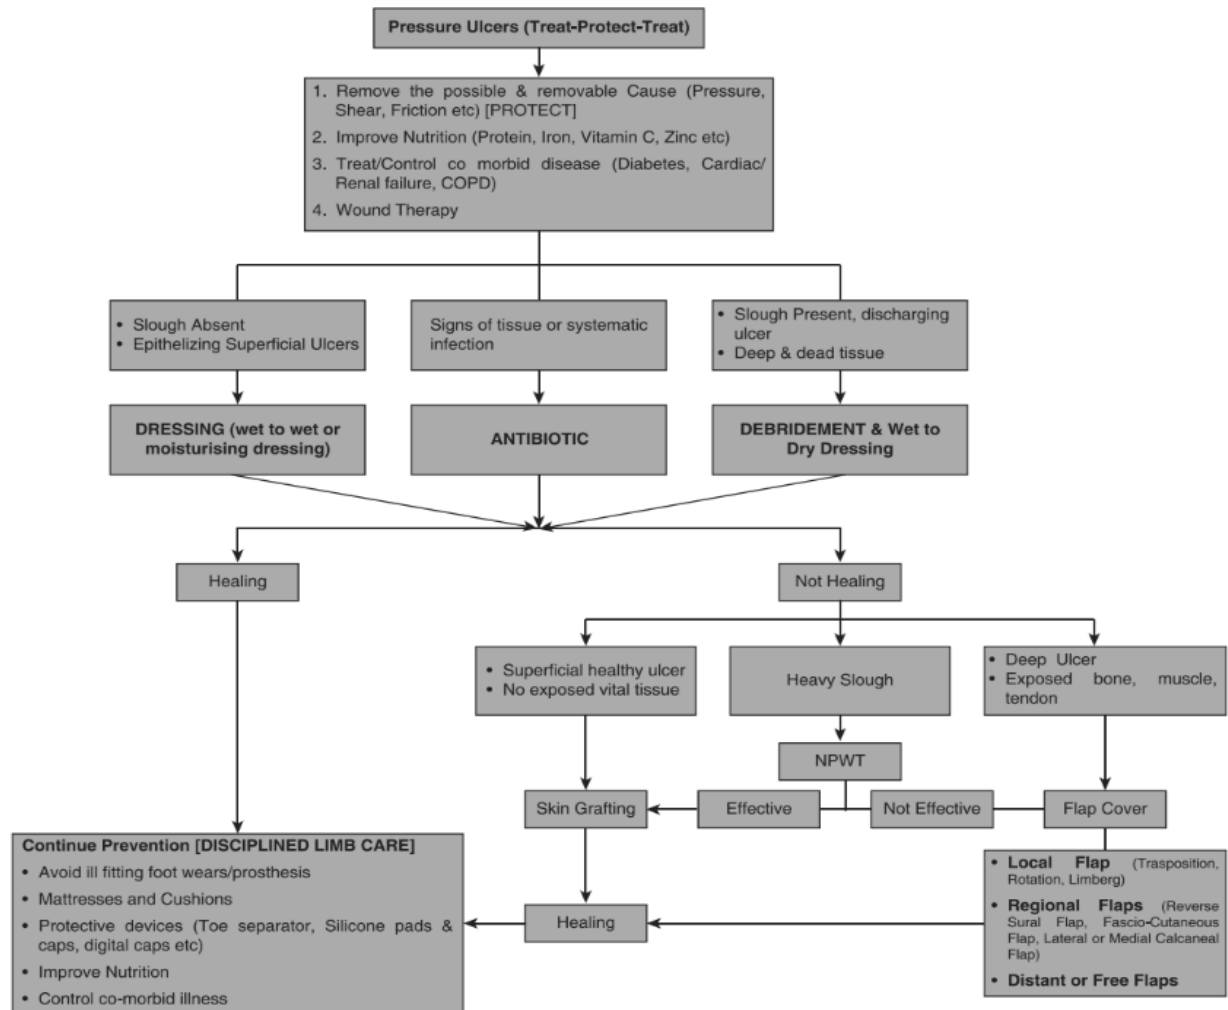 Pressure Ulcers (Treat-Protect-Treat)
1. Remove the possible & removable Cause (Pressure,
Shear, Friction etc) [PROTECT]
2. Improve Nutrition (Protein, Iron, Vitamin C, Zinc etc)
3. Treat/Control co morbid disease (Diabetes, Cardiac/
Renal failure, COPD)
4. Wound Therapy
• Slough Absent
• Epithelizing Superficial Ulcers
Signs of tissue or systematic
infection
• Slough Present, discharging
ulcer
• Deep & dead tissue
DRESSING (wet to wet or
moisturising dressing)
ANTIBIOTIC
DEBRIDEMENT & Wet to
Dry Dressing
Healing
Not Healing
• Superficial healthy ulcer
• No exposed vital tissue
Heavy Slough
• Deep Ulcer
• Exposed bone, muscle,
tendon
NPWT
Skin Grafting
Effective
Not Effective
Flap Cover
Continue Prevention [DISCIPLINED LIMB CARE]
• Avoid ill fitting foot wears/prosthesis
• Mattresses and Cushions
• Protective devices (Toe separator, Silicone pads &
caps, digital caps etc)
• Improve Nutrition
• Control co-morbid illness
Healing
• Local Flap (Trasposition,
Rotation, Limberg)
• Regional Flaps (Reverse
Sural Flap, Fascio-Cutaneous
Flap, Lateral or Medial Calcaneal
Flap)
• Distant or Free Flaps